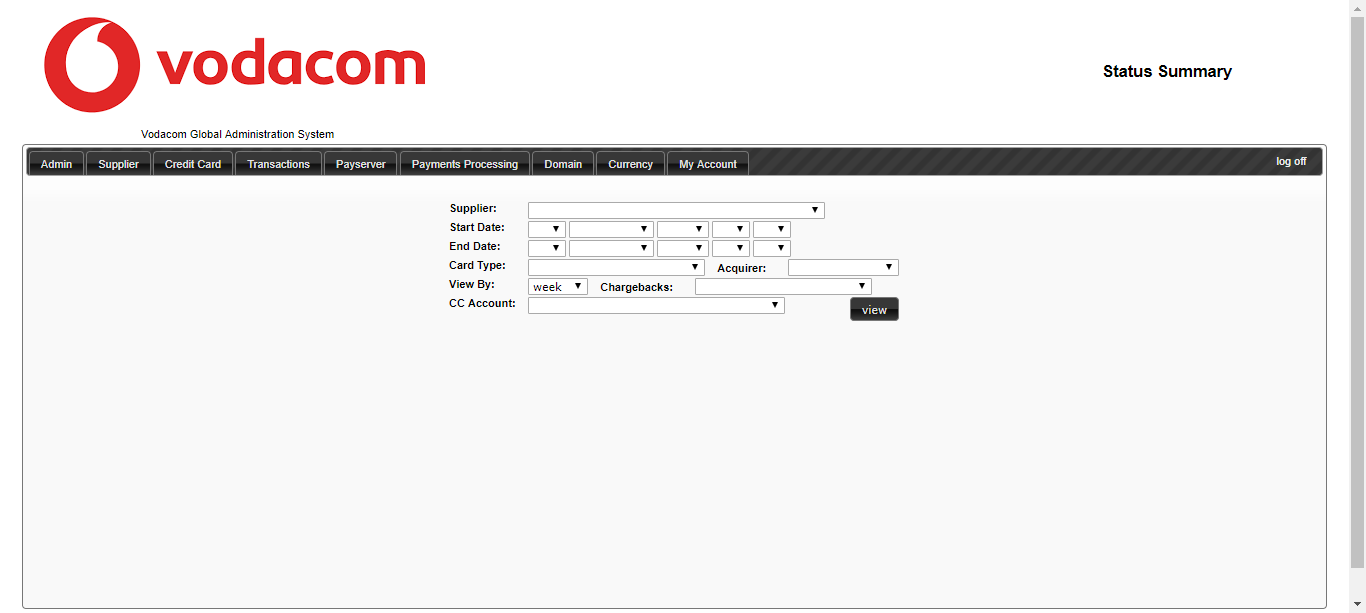 vodacom
Status Summary
Vodacom Global Administration System
Admin Supplier Credit Card Transactions Payserver Payments Processing Domain Currency My Account log off
Supplier:
Start Date:
End Date:
Card Type: Acquirer:
View By: week Chargebacks:
CC Account: view